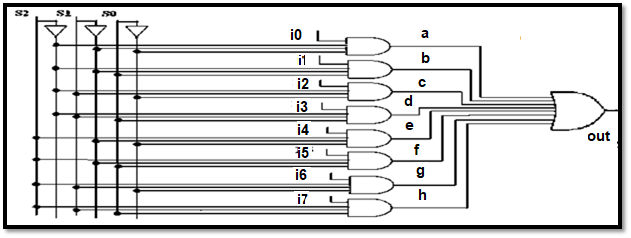 S2 S1 S0
i0 a
i1 b
i2 c
i3 d
i4 e
i5 f
i6 g
i7 h
out